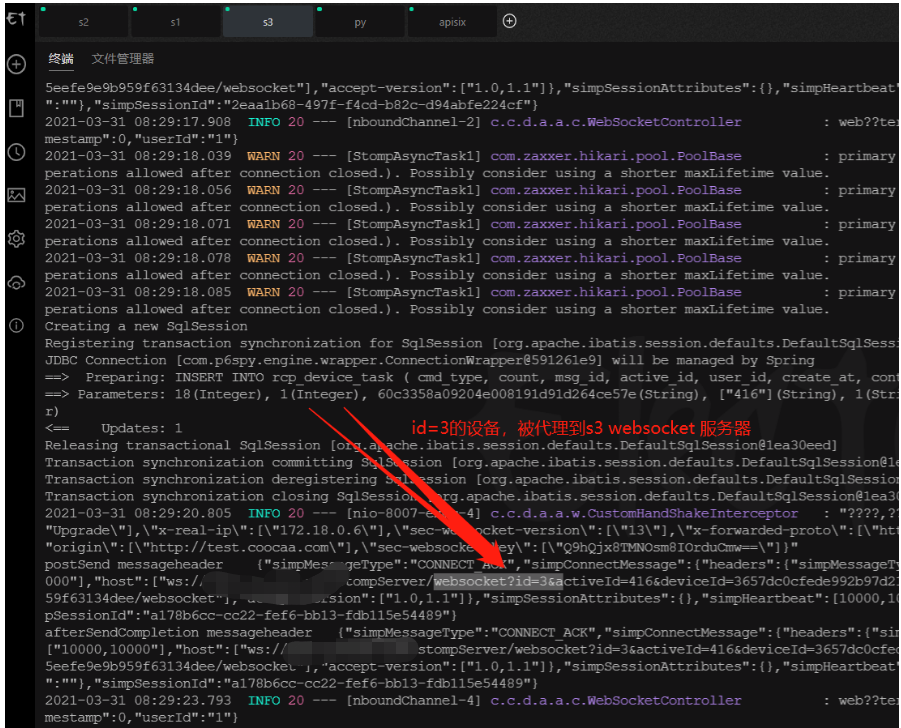 s2 s1 s3 py apisix
终端 文件管理器
5eefe9e9b959f63134dee/websocket"],"accept-version":["1.0,1.1"]},"simpSessionAttributes":{},"simpHeartbeat"
":""},"simpSessionId":"2eaa1b68-497f-f4cd-b82c-d94abfe224cf"}
2021-03-31 08:29:17.908 INFO 20 --- [nboundChannel-2] c.c.d.a.a.c.WebSocketController : web??ter
mestamp":0,"userId":"1"}
2021-03-31 08:29:18.039 WARN 20 --- [StompAsyncTask1] com.zaxxer.hikari.pool.PoolBase : primary
perations allowed after connection closed.). Possibly consider using a shorter maxLifetime value.
2021-03-31 08:29:18.056 WARN 20 --- [StompAsyncTask1] com.zaxxer.hikari.pool.PoolBase : primary
perations allowed after connection closed.). Possibly consider using a shorter maxLifetime value.
2021-03-31 08:29:18.071 WARN 20 --- [StompAsyncTask1] com.zaxxer.hikari.pool.PoolBase : primary
perations allowed after connection closed.). Possibly consider using a shorter maxLifetime value.
2021-03-31 08:29:18.078 WARN 20 --- [StompAsyncTask1] com.zaxxer.hikari.pool.PoolBase : primary
perations allowed after connection closed.). Possibly consider using a shorter maxLifetime value.
2021-03-31 08:29:18.085 WARN 20 --- [StompAsyncTask1] com.zaxxer.hikari.pool.PoolBase : primary
perations allowed after connection closed.). Possibly consider using a shorter maxLifetime value.
Creating a new SqlSession
Registering transaction synchronization for SqlSession [org.apache.ibatis.session.defaults.DefaultSqlSess
JDBC Connection [com.p6spy.engine.wrapper.ConnectionWrapper@591261e9] will be managed by Spring
==> Preparing: INSERT INTO rcp_device_task ( cmd_type, count, msg_id, active_id, user_id, create_at, cont
==> Parameters: 18(Integer), 1(Integer), 60c3358a09204e008191d91d264ce57e(String), ["416"](String), 1(Stri
r)
<== Updates: 1
id=3的设备，被代理到s3 websocket 服务器
Releasing transactional SqlSession [org.apache.ibatis.session.defaults.DefaultSqlSession@1ea30eed]
Transaction synchronization committing SqlSession [org.apache.ibatis.session.defaults.DefaultSqlSession@1e
Transaction synchronization deregistering SqlSession [org.apache.ibatis.session.defaults.DefaultSqlSession
Transaction synchronization closing SqlSession [org.apache.ibatis.session.defaults.DefaultSqlSession@1ea30
2021-03-31 08:29:20.805 INFO 20 --- [nio-8007-exec-4] c.c.d.a.a.w.CustomHandShakeInterceptor : "????,??
"Upgrade\"],\"x-real-ip\":[\"172.18.0.6\"],\"sec-websocket-version\":[\"13\"],\"x-forwarded-proto\":[\"htt
"origin\":[\"http://test.coocaa.com\"],\"sec-websocket-key\":[\"Q9hQjx8TMNOsm8IOrduCmw==\"]}"
postSend messageheader {"simpMessageType":"CONNECT_ACK","simpConnectMessage":{"headers":{"simpMessageTy
000"],"host":["ws:// ompServer/websocket?id=3&activeId=416&deviceId=3657dc0cfede992b97d21
59f63134dee/websocket"], version":["1.0,1.1"]},"simpSessionAttributes":{},"simpHeartbeat":[10000,10
pSessionId":"a178b6cc-cc22-fef6-bb13-fdb115e54489"}
afterSendCompletion messageheader {"simpMessageType":"CONNECT_ACK","simpConnectMessage":{"headers":{"sim
["10000,10000"],"host":["ws:// stompServer/websocket?id=3&activeId=416&deviceId=3657dc0cfed
5eefe9e9b959f63134dee/websocket"],"accept-version":["1.0,1.1"]},"simpSessionAttributes":{},"simpHeartbeat"
":""},"simpSessionId":"a178b6cc-cc22-fef6-bb13-fdb115e54489"}
2021-03-31 08:29:23.793 INFO 20 --- [nboundChannel-4] c.c.d.a.a.c.WebSocketController : web??ter
mestamp":0,"userId":"1"}